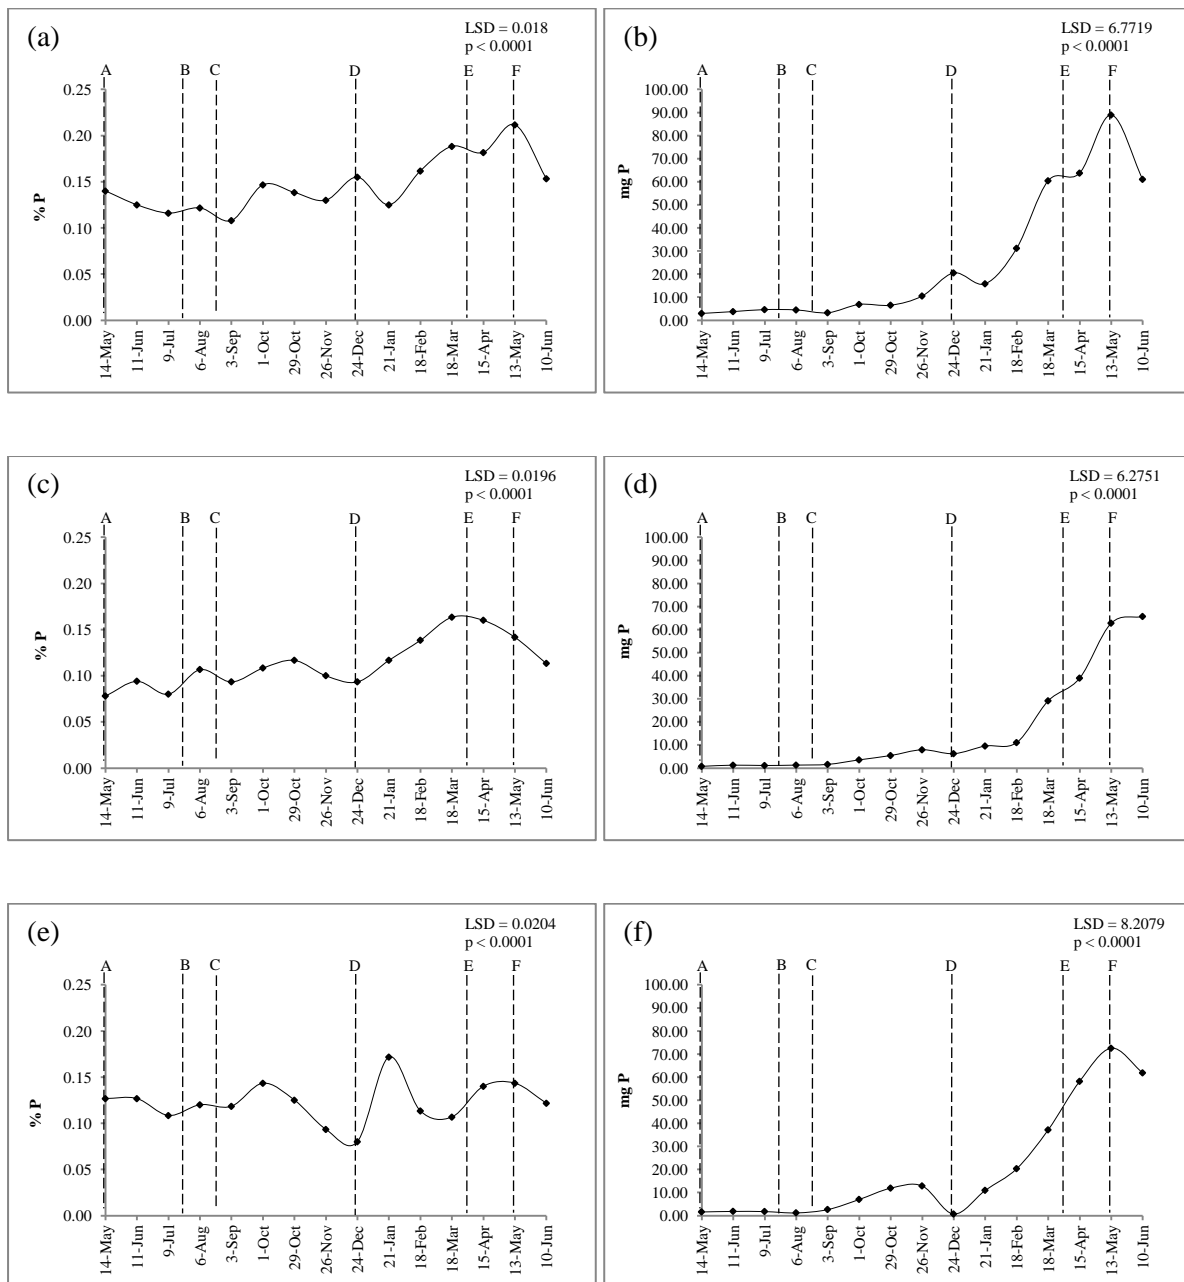 (a)
LSD = 0.018
p < 0.0001
A B C D E F
0.25
0.20
0.15
0.10
0.05
0.00
% P
14-May 11-Jun 9-Jul 6-Aug 3-Sep 1-Oct 29-Oct 26-Nov 24-Dec 21-Jan 18-Feb 18-Mar 15-Apr 13-May 10-Jun
(b)
LSD = 6.7719
p < 0.0001
A B C D E F
100.00
90.00
80.00
70.00
60.00
50.00
40.00
30.00
20.00
10.00
0.00
mg P
14-May 11-Jun 9-Jul 6-Aug 3-Sep 1-Oct 29-Oct 26-Nov 24-Dec 21-Jan 18-Feb 18-Mar 15-Apr 13-May 10-Jun
(c)
LSD = 0.0196
p < 0.0001
A B C D E F
0.25
0.20
0.15
0.10
0.05
0.00
% P
14-May 11-Jun 9-Jul 6-Aug 3-Sep 1-Oct 29-Oct 26-Nov 24-Dec 21-Jan 18-Feb 18-Mar 15-Apr 13-May 10-Jun
(d)
LSD = 6.2751
p < 0.0001
A B C D E F
100.00
90.00
80.00
70.00
60.00
50.00
40.00
30.00
20.00
10.00
0.00
mg P
14-May 11-Jun 9-Jul 6-Aug 3-Sep 1-Oct 29-Oct 26-Nov 24-Dec 21-Jan 18-Feb 18-Mar 15-Apr 13-May 10-Jun
(e)
LSD = 0.0204
p < 0.0001
A B C D E F
0.25
0.20
0.15
0.10
0.05
0.00
% P
14-May 11-Jun 9-Jul 6-Aug 3-Sep 1-Oct 29-Oct 26-Nov 24-Dec 21-Jan 18-Feb 18-Mar 15-Apr 13-May 10-Jun
(f)
LSD = 8.2079
p < 0.0001
A B C D E F
100.00
90.00
80.00
70.00
60.00
50.00
40.00
30.00
20.00
10.00
0.00
mg P
14-May 11-Jun 9-Jul 6-Aug 3-Sep 1-Oct 29-Oct 26-Nov 24-Dec 21-Jan 18-Feb 18-Mar 15-Apr 13-May 10-Jun